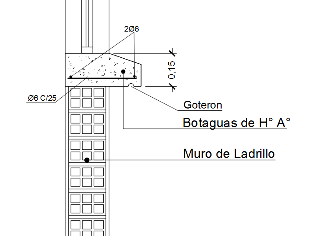 2Ø6
0,15
Ø6 C/25
Goteron
Botaguas de H° A°
Muro de Ladrillo